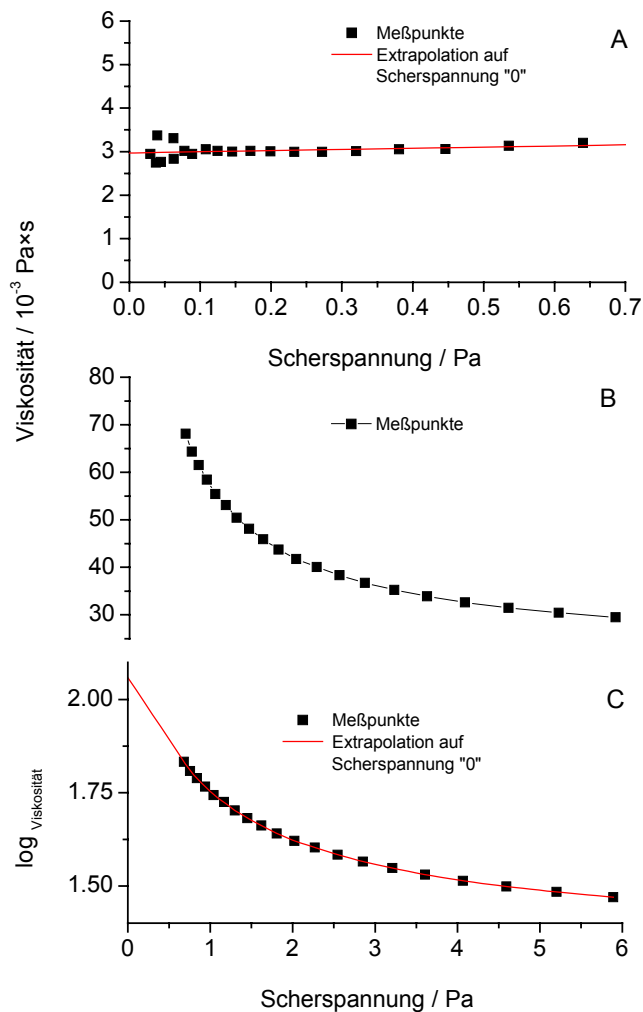 A
Meßpunkte
Extrapolation auf
Scherspannung "0"
6
5
4
3
2
1
0
0.0 0.1 0.2 0.3 0.4 0.5 0.6 0.7
Scherspannung / Pa
Viskosität / 10⁻³ Pa×s
B
Meßpunkte
80
70
60
50
40
30
C
Meßpunkte
Extrapolation auf
Scherspannung "0"
2.00
1.75
1.50
log Viskosität
0 1 2 3 4 5 6
Scherspannung / Pa